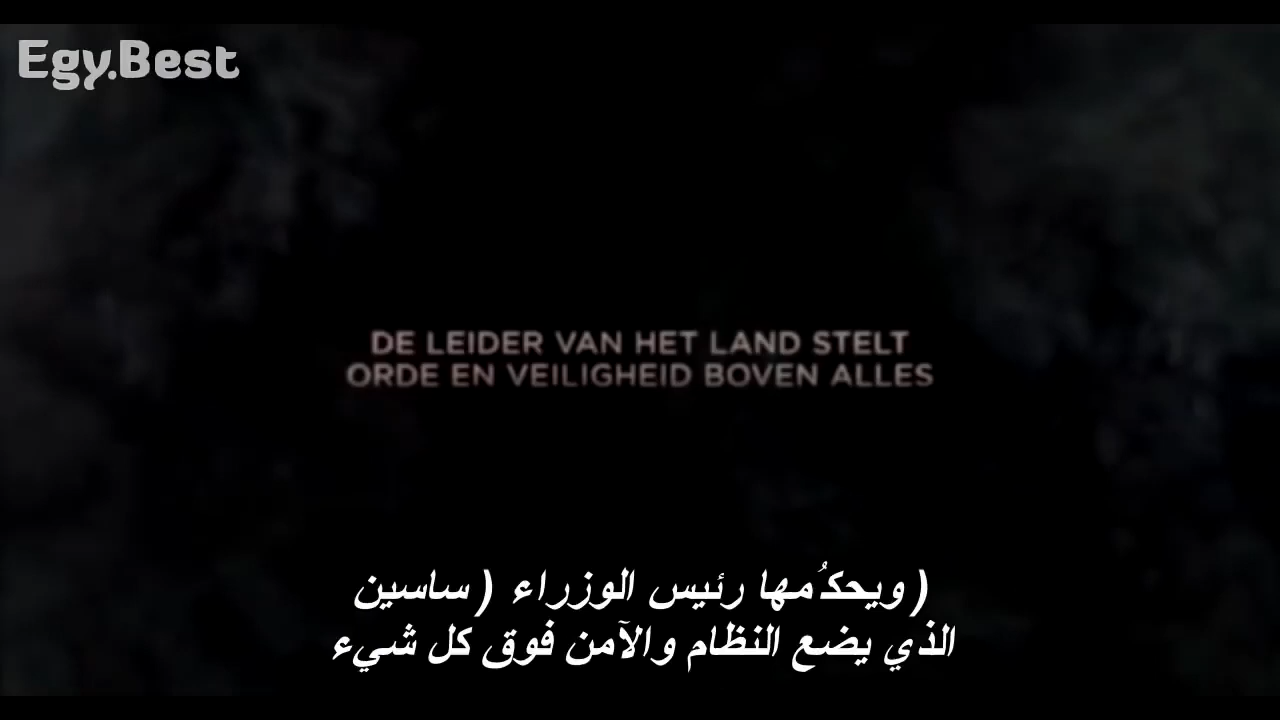 Egy.Best
DE LEIDER VAN HET LAND STELT
ORDE EN VEILIGHEID BOVEN ALLES
(ويحكُمها رئيس الوزراء (ساسين
الذي يضع النظام والآمن فوق كل شيء